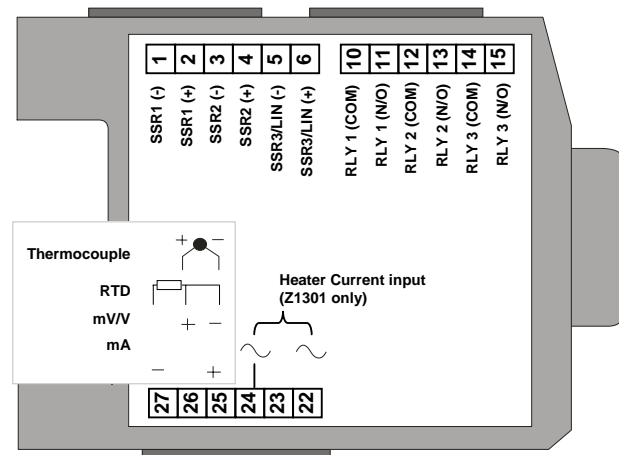 1 2 3 4 5 6
10 11 12 13 14 15
SSR1 (-)
SSR1 (+)
SSR2 (-)
SSR2 (+)
SSR3/LIN (-)
SSR3/LIN (+)
RLY 1 (COM)
RLY 1 (N/O)
RLY 2 (COM)
RLY 2 (N/O)
RLY 3 (COM)
RLY 3 (N/O)
Thermocouple + −
RTD
mV/V + −
mA
− +
Heater Current input
(Z1301 only)
27 26 25 24 23 22